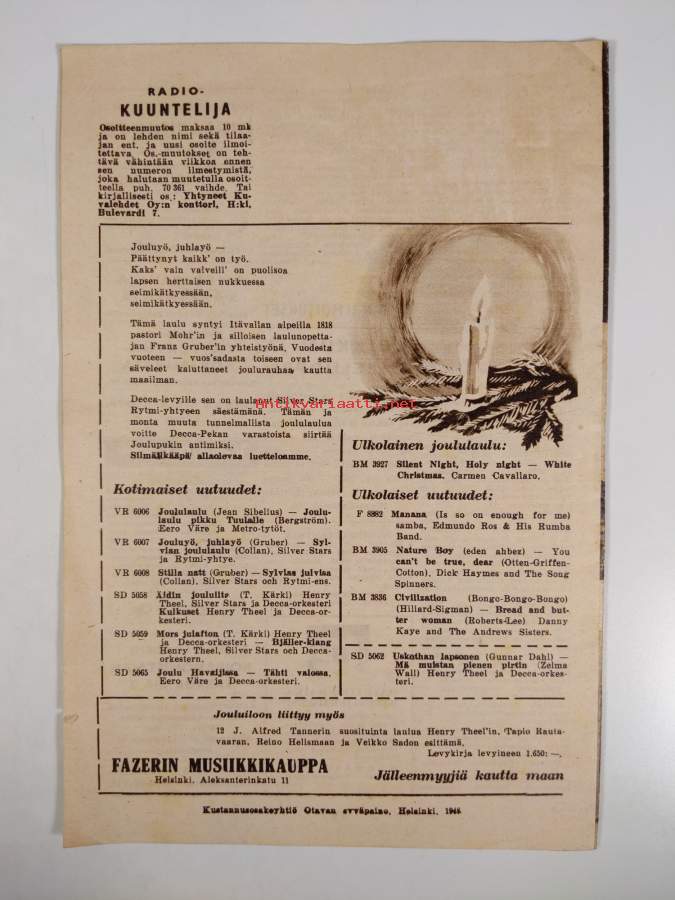 RADIO-
KUUNTELIJA
Osoitteenmuutos maksaa 10 mk
ja on lehden nimi sekä tilaa-
jan ent. ja uusi osoite ilmoi-
tettava. Os.-muutokset on teh-
tävä vähintään viikkoa ennen
sen numeron ilmestymistä,
joka halutaan muutetulla osoit-
teella puh. 70 361 vaihde. Tai
kirjallisesti os.: Yhtyneet Ku-
valehdet Oy:n konttori, H:ki,
Bulevardi 7.
Jouluyö, juhlayö —
Päättynyt kaikk' on työ.
Kaks' vain valveill' on puolisoa
lapsen herttaisen nukkuessa
seimikätkyessään,
seimikätkyessään.
Tämä laulu syntyi Itävallan alpeilla 1818
pastori Mohr'in ja silloisen laulunopetta-
jan Franz Gruber'in yhteistyönä. Vuodesta
vuoteen — vuos'sadasta toiseen ovat sen
säveleet kaiuttaneet joulurauhaa kautta
maailman.
Decca-levyille sen on laulanut Silver Stars
Rytmi-yhtyeen säestämänä. Tämän ja
monta muuta tunnelmallista joululaulua
voitte Decca-Pekan varastoista siirtää
Joulupukin antimiksi.
Silmäilkääpä allaolevaa luetteloamme.
Antikvariaatti.net
Kotimaiset uutuudet:
VR 6006 Joululaulu (Jean Sibelius) — Joulu-
laulu pikku Tuulalle (Bergström).
Eero Väre ja Metro-tytöt.
VR 6007 Jouluyö, juhlayö (Gruber) — Syl-
vian joululaulu (Collan), Silver Stars
ja Rytmi-yhtye.
VR 6008 Stilla natt (Gruber) — Sylvias julvisa
(Collan), Silver Stars och Rytmi-ens.
SD 5058 Äidin joululitt (T. Kärki) Henry
Theel, Silver Stars ja Decca-orkesteri
Kulkuset Henry Theel ja Decca-or-
kesteri.
SD 5059 Mors julafton (T. Kärki) Henry Theel
ja Decca-orkesteri — Bjäller-klang
Henry Theel, Silver Stars och Decca-
orkestern.
SD 5065 Joulu Havaijissa — Tähti valossa,
Eero Väre ja Decca-orkesteri.
Ulkolainen joululaulu:
BM 3927 Silent Night, Holy night — White
Christmas, Carmen Cavallaro,
Ulkolaiset uutuudet:
F 8882 Manana (Is so on enough for me)
samba, Edmundo Ros & His Rumba
Band.
BM 3905 Nature Boy (eden ahbez) — You
can't be true, dear (Otten-Griffen-
Cotton), Dick Haymes and The Song
Spinners.
BM 3836 Civilization (Bongo-Bongo-Bongo)
(Hilliard-Sigman) — Bread and but-
ter woman (Roberts-Lee) Danny
Kaye and The Andrews Sisters.
SD 5062 Uskothan lapsonen (Gunnar Dahl) —
Mä muistan pienen pirtin (Zelma
Wall) Henry Theel ja Decca-orkes-
teri.
Jouluiloon liittyy myös
12 J. Alfred Tannerin suosituinta laulua Henry Theel'in, Tapio Rauta-
vaaran, Reino Helismaan ja Veikko Sadon esittämä,
Levykirja levyineen 1.650: —.
FAZERIN MUSIIKKIKAUPPA
Helsinki, Aleksanterinkatu 11
Jälleenmyyjiä kautta maan
Kustannusosakeyhtiö Otavan syväpaino, Helsinki, 1948